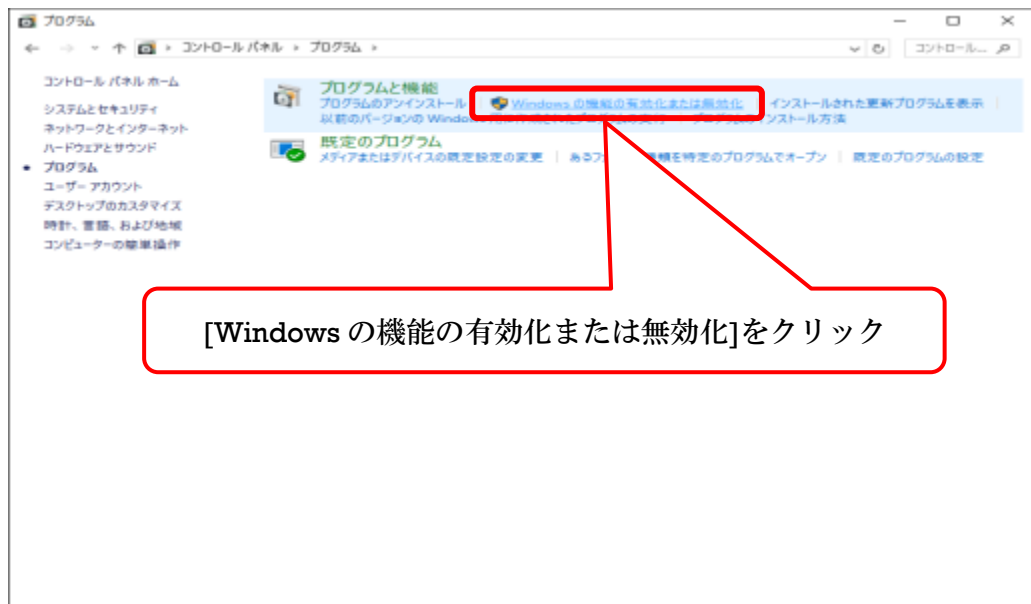 プログラム
コントロール パネル › プログラム ›
コントロール...
コントロール パネル ホーム
システムとセキュリティ
ネットワークとインターネット
ハードウェアとサウンド
プログラム
ユーザー アカウント
デスクトップのカスタマイズ
時計、言語、および地域
コンピューターの簡単操作
プログラムと機能
プログラムのアンインストール Windows の機能の有効化または無効化 インストールされた更新プログラムを表示
以前のバージョンの Windows ンストール方法
既定のプログラム
メディアまたはデバイスの既定設定の変更 あるフ 種類を特定のプログラムでオープン 既定のプログラムの設定
[Windows の機能の有効化または無効化]をクリック